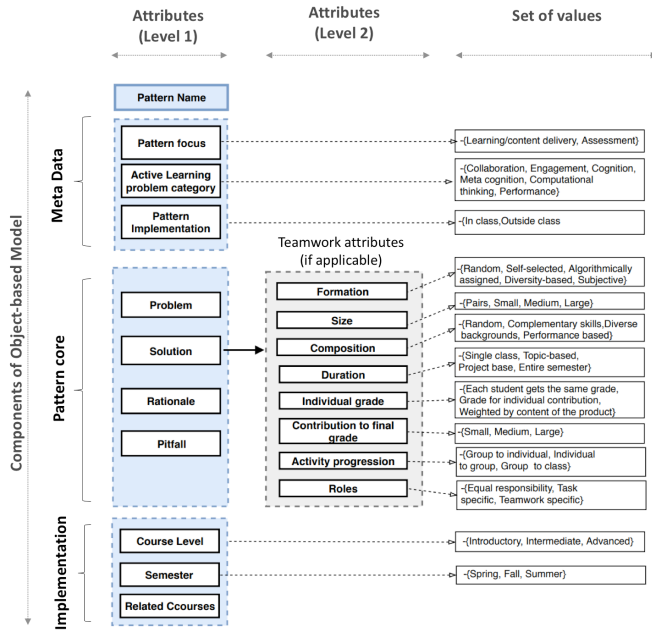 Attributes
(Level 1)
Attributes
(Level 2)
Set of values
Components of Object-based Model
Meta Data
Pattern Name
Pattern focus
-{Learning/content delivery, Assessment}
Active Learning
problem category
-{Collaboration, Engagement, Cognition,
Meta cognition, Computational
thinking, Performance}
Pattern
Implementation
-{In class,Outside class
Pattern core
Problem
Solution
Rationale
Pitfall
Teamwork attributes
(if applicable)
Formation
-{Random, Self-selected, Algorithmically
assigned, Diversity-based, Subjective}
Size
-{Pairs, Small, Medium, Large}
Composition
-{Random, Complementary skills,Diverse
backgrounds, Performance based}
Duration
-{Single class, Topic-based,
Project base, Entire semester}
Individual grade
-{Each student gets the same grade,
Grade for individual contribution,
Weighted by content of the product}
Contribution to final
grade
-{Small, Medium, Large}
Activity progression
-{Group to individual, Individual
to group, Group to class}
Roles
-{Equal responsibility, Task
specific, Teamwork specific}
Implementation
Course Level
-{Introductory, Intermediate, Advanced}
Semester
-{Spring, Fall, Summer}
Related Ccourses